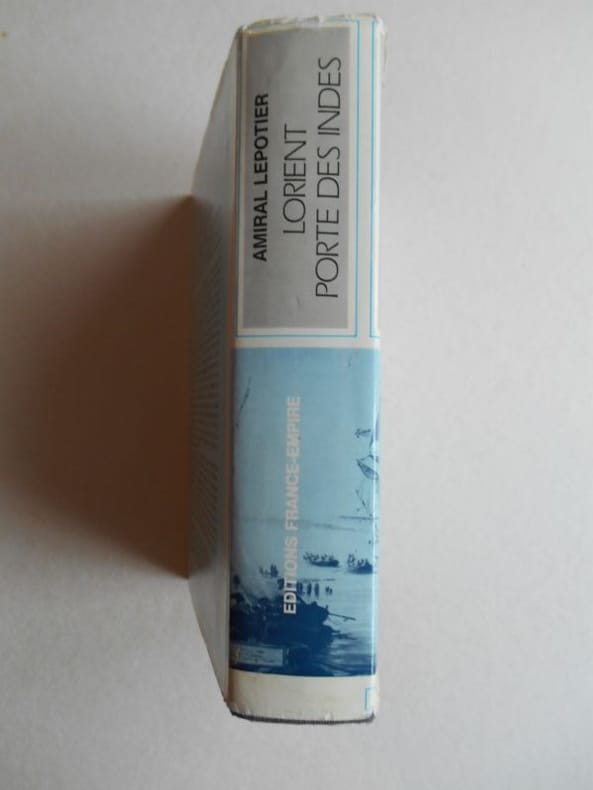 AMIRAL LEPOTIER
LORIENT
PORTE DES INDES
EDITIONS FRANCE-EMPIRE